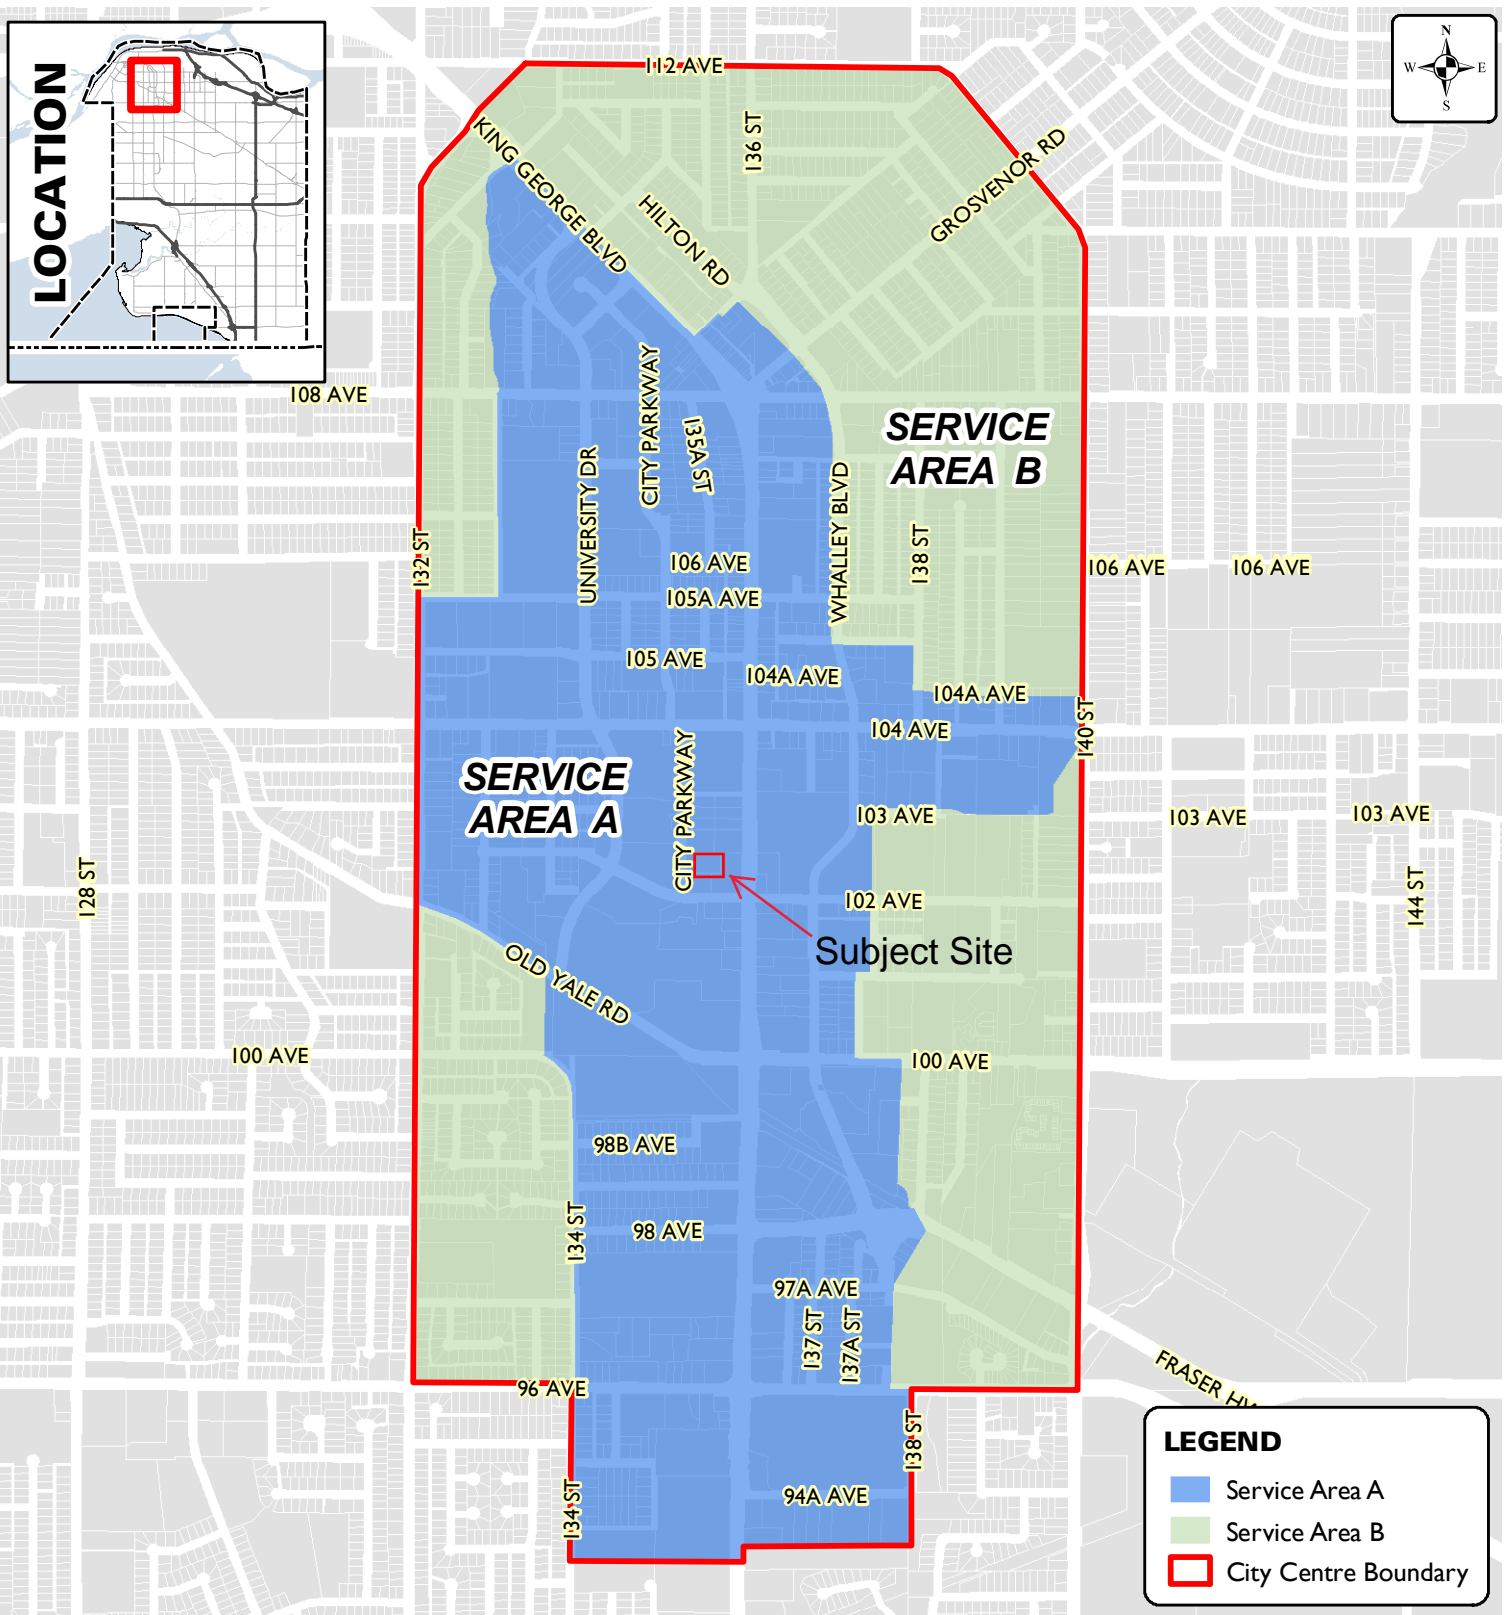 LOCATION
N
W
E
S
112 AVE
KING GEORGE BLVD
136 ST
HILTON RD
GROSVENOR RD
108 AVE
CITY PARKWAY
135A ST
SERVICE
AREA B
UNIVERSITY DR
WHALLEY BLVD
132 ST
138 ST
106 AVE
106 AVE
106 AVE
105A AVE
105 AVE
104A AVE
104A AVE
104 AVE
140 ST
SERVICE
AREA A
CITY PARKWAY
103 AVE
103 AVE
103 AVE
128 ST
102 AVE
144 ST
Subject Site
OLD YALE RD
100 AVE
100 AVE
98B AVE
134 ST
98 AVE
97A AVE
137 ST
137A ST
96 AVE
FRASER HW
138 ST
134 ST
94A AVE
LEGEND
Service Area A
Service Area B
City Centre Boundary